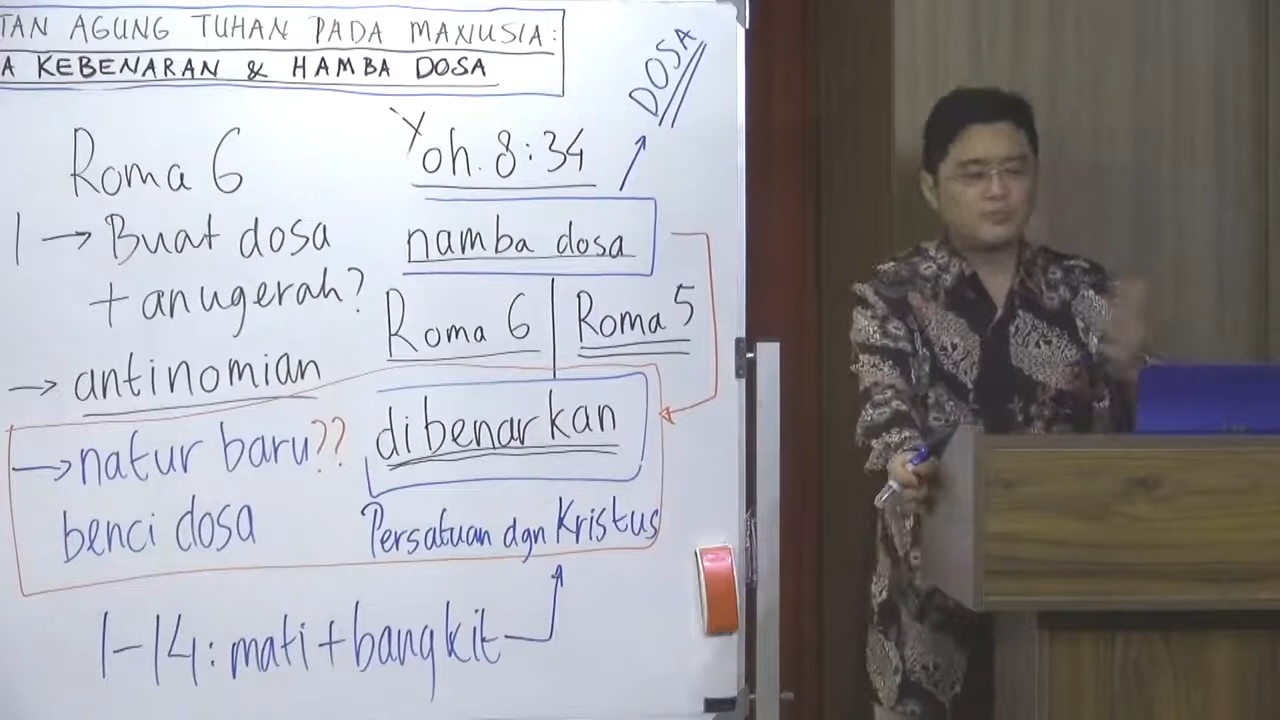 TAN AGUNG TUHAN PADA MANUSIA:
A KEBENARAN & HAMBA DOSA
Roma 6
1 → Buat dosa
+ anugerah?
→ antinomian
→ natur baru??
benci dosa
DOSA
Yoh. 8:34
hamba dosa
Roma 6 | Roma 5
dibenarkan
Persatuan dgn Kristus
1-14: mati + bangkit